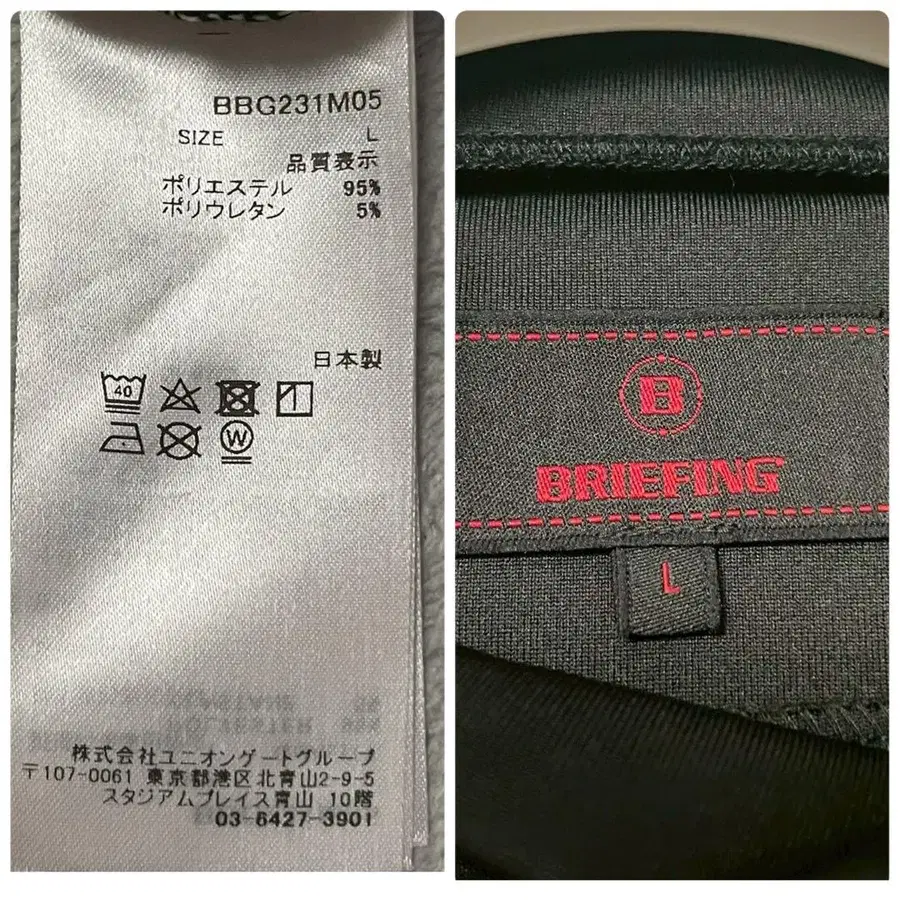 BBG231M05
SIZE L
品質表示
ポリエステル 95%
ポリウレタン 5%
日本製
40
W
株式会社ユニオンゲートグループ
〒107-0061 東京都港区北青山2-9-5
スタジアムプレイス青山 10階
03-6427-3901
B
BRIEFING
L